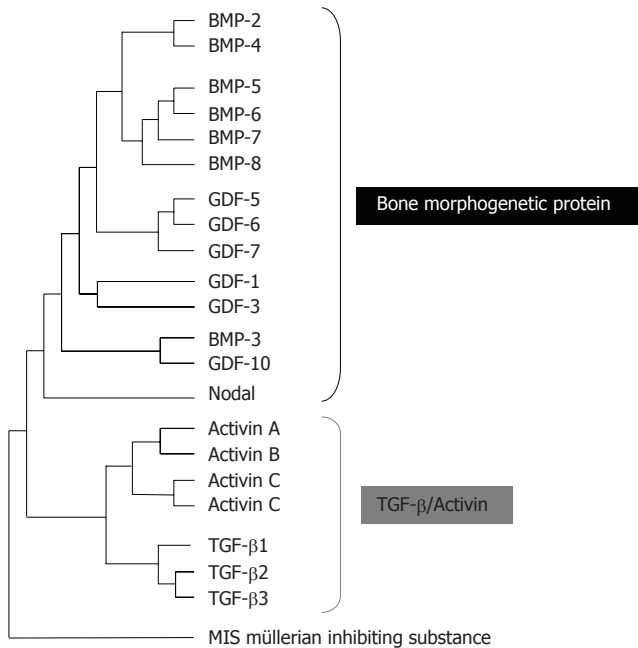 BMP-2
BMP-4
BMP-5
BMP-6
BMP-7
BMP-8
GDF-5
GDF-6
GDF-7
GDF-1
GDF-3
BMP-3
GDF-10
Nodal
Bone morphogenetic protein
Activin A
Activin B
Activin C
Activin C
TGF-β1
TGF-β2
TGF-β3
TGF-β/Activin
MIS müllerian inhibiting substance